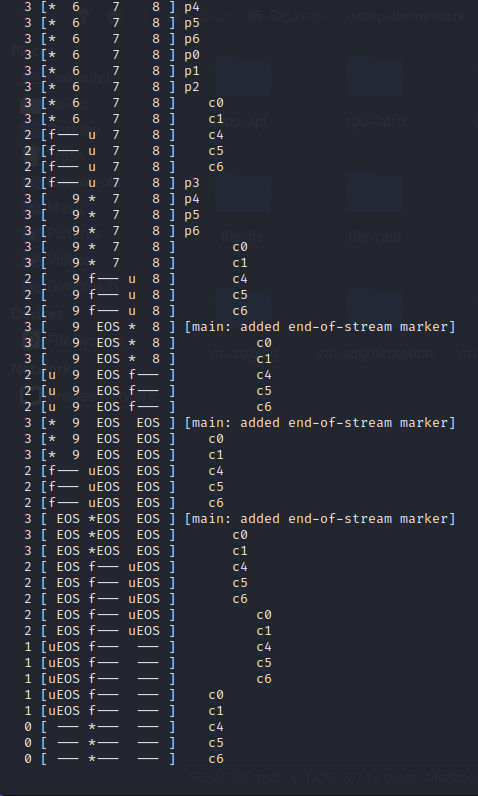 3 [*  6    7    8 ] p4
3 [*  6    7    8 ] p5
3 [*  6    7    8 ] p6
3 [*  6    7    8 ] p0
3 [*  6    7    8 ] p1
3 [*  6    7    8 ] p2
3 [*  6    7    8 ]    c0
3 [*  6    7    8 ]    c1
2 [f--- u  7    8 ]    c4
2 [f--- u  7    8 ]    c5
2 [f--- u  7    8 ]    c6
2 [f--- u  7    8 ] p3
3 [   9 *  7    8 ] p4
3 [   9 *  7    8 ] p5
3 [   9 *  7    8 ] p6
3 [   9 *  7    8 ]       c0
3 [   9 *  7    8 ]       c1
2 [   9 f--- u  8 ]       c4
2 [   9 f--- u  8 ]       c5
2 [   9 f--- u  8 ]       c6
3 [   9  EOS *  8 ] [main: added end-of-stream marker]
3 [   9  EOS *  8 ]          c0
3 [   9  EOS *  8 ]          c1
2 [u  9  EOS f--- ]          c4
2 [u  9  EOS f--- ]          c5
2 [u  9  EOS f--- ]          c6
3 [*  9  EOS  EOS ] [main: added end-of-stream marker]
3 [*  9  EOS  EOS ]    c0
3 [*  9  EOS  EOS ]    c1
2 [f--- uEOS  EOS ]    c4
2 [f--- uEOS  EOS ]    c5
2 [f--- uEOS  EOS ]    c6
3 [ EOS *EOS  EOS ] [main: added end-of-stream marker]
3 [ EOS *EOS  EOS ]       c0
3 [ EOS *EOS  EOS ]       c1
2 [ EOS f--- uEOS ]       c4
2 [ EOS f--- uEOS ]       c5
2 [ EOS f--- uEOS ]       c6
2 [ EOS f--- uEOS ]          c0
2 [ EOS f--- uEOS ]          c1
1 [uEOS f---  --- ]          c4
1 [uEOS f---  --- ]          c5
1 [uEOS f---  --- ]          c6
1 [uEOS f---  --- ]    c0
1 [uEOS f---  --- ]    c1
0 [ --- *---  --- ]    c4
0 [ --- *---  --- ]    c5
0 [ --- *---  --- ]    c6